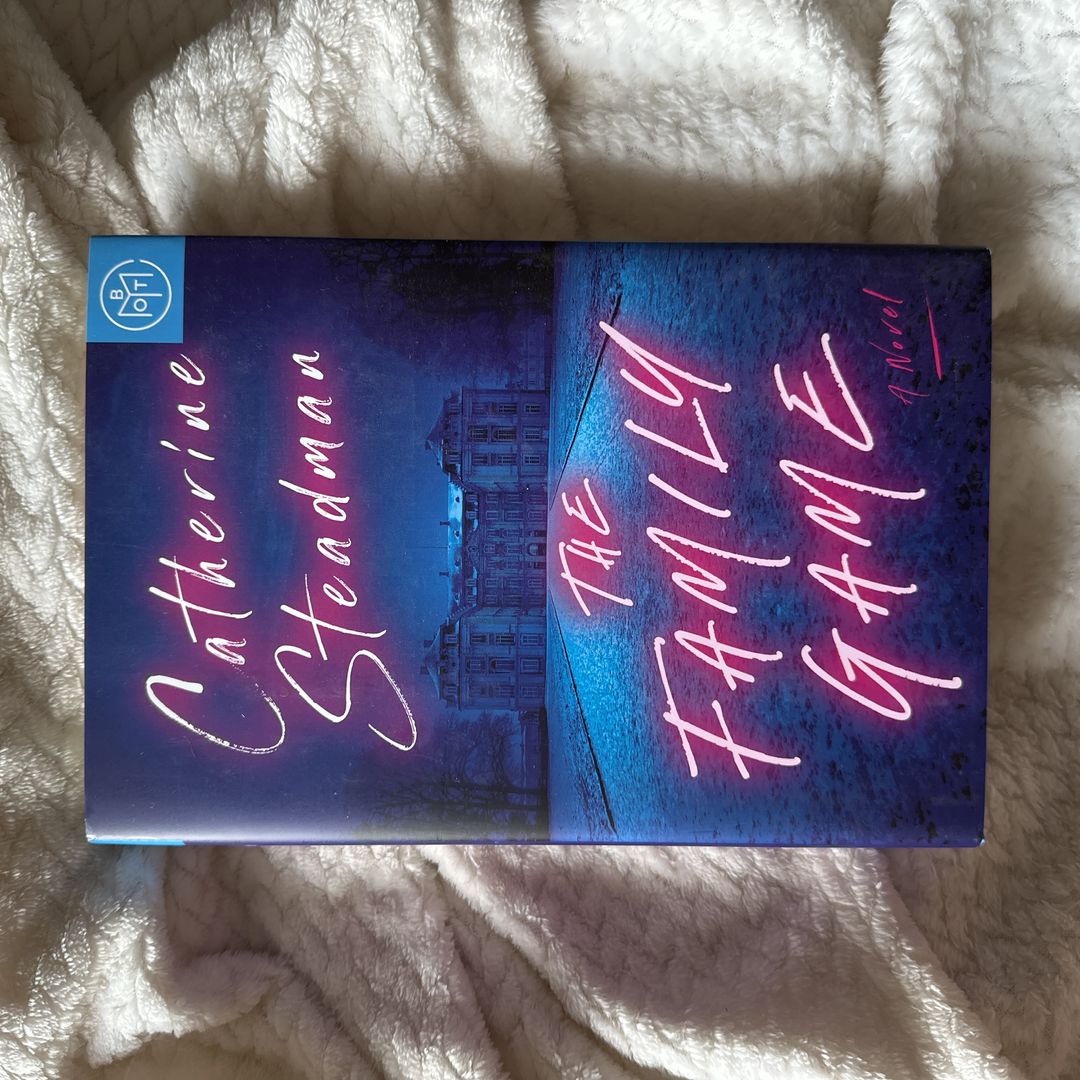 BOTM
Catherine
Steadman
THE
FAMILY
GAME
A Novel